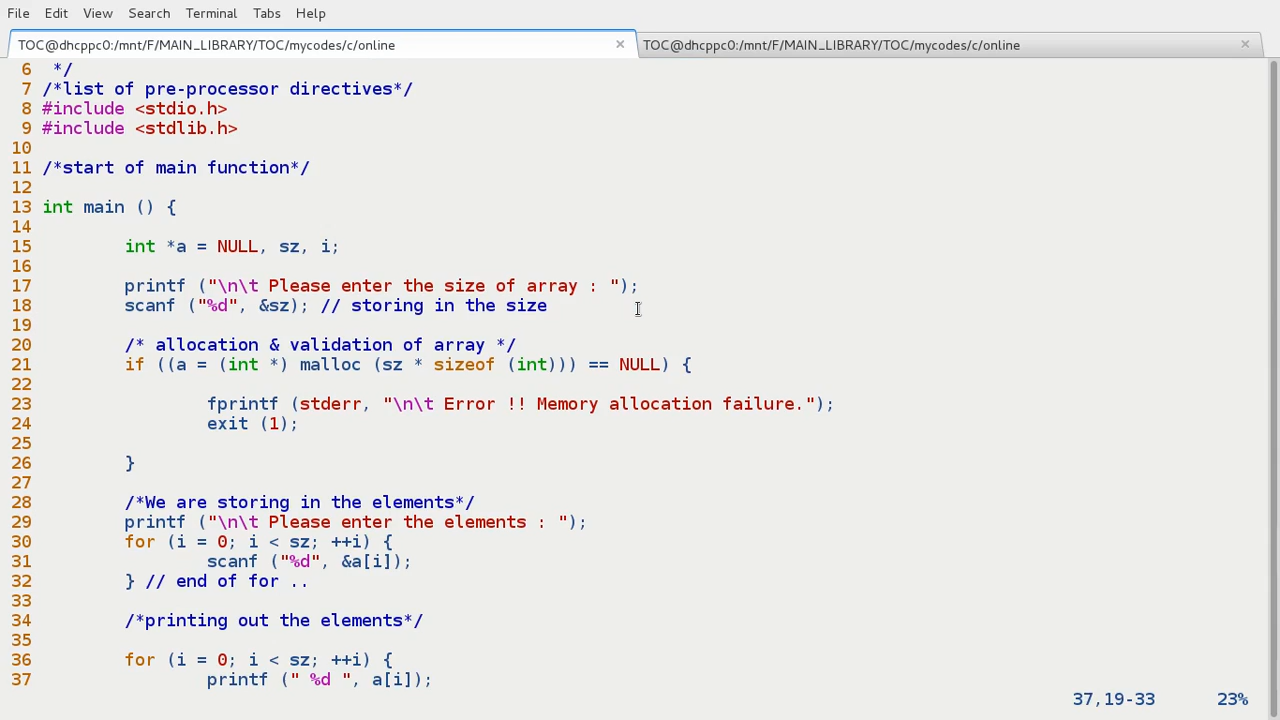 File Edit View Search Terminal Tabs Help
TOC@dhcppc0:/mnt/F/MAIN_LIBRARY/TOC/mycodes/c/online × TOC@dhcppc0:/mnt/F/MAIN_LIBRARY/TOC/mycodes/c/online ×
6 */
7 /*list of pre-processor directives*/
8 #include <stdio.h>
9 #include <stdlib.h>
10
11 /*start of main function*/
12
13 int main () {
14
15 int *a = NULL, sz, i;
16
17 printf ("\n\t Please enter the size of array : ");
18 scanf ("%d", &sz); // storing in the size
19
20 /* allocation & validation of array */
21 if ((a = (int *) malloc (sz * sizeof (int))) == NULL) {
22
23 fprintf (stderr, "\n\t Error !! Memory allocation failure.");
24 exit (1);
25
26 }
27
28 /*We are storing in the elements*/
29 printf ("\n\t Please enter the elements : ");
30 for (i = 0; i < sz; ++i) {
31 scanf ("%d", &a[i]);
32 } // end of for ..
33
34 /*printing out the elements*/
35
36 for (i = 0; i < sz; ++i) {
37 printf (" %d ", a[i]);
37,19-33 23%